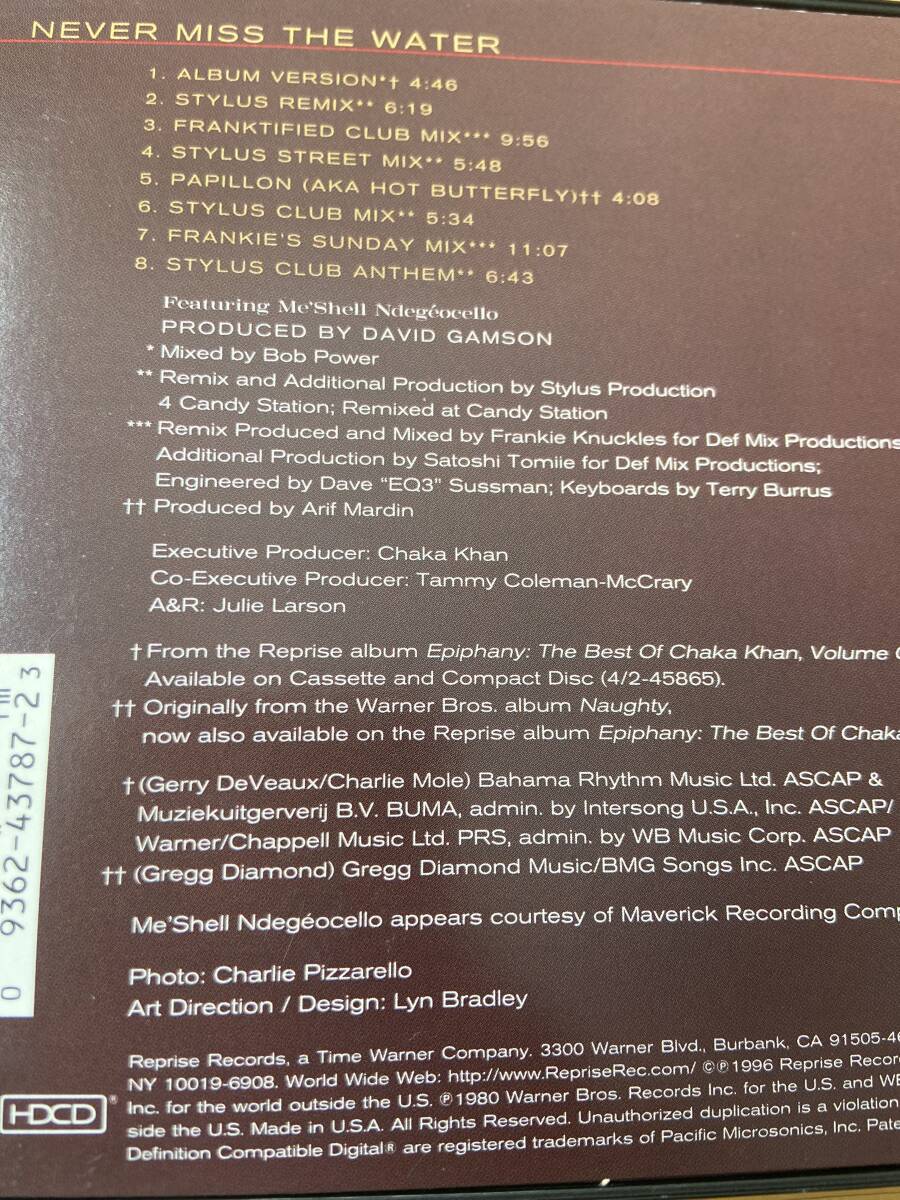 NEVER MISS THE WATER
1. ALBUM VERSION*† 4:46
2. STYLUS REMIX** 6:19
3. FRANKTIFIED CLUB MIX*** 9:56
4. STYLUS STREET MIX** 5:48
5. PAPILLON (AKA HOT BUTTERFLY)†† 4:08
6. STYLUS CLUB MIX** 5:34
7. FRANKIE'S SUNDAY MIX*** 11:07
8. STYLUS CLUB ANTHEM** 6:43
Featuring Me'Shell Ndegéocello
PRODUCED BY DAVID GAMSON
* Mixed by Bob Power
** Remix and Additional Production by Stylus Production
4 Candy Station; Remixed at Candy Station
*** Remix Produced and Mixed by Frankie Knuckles for Def Mix Productions
Additional Production by Satoshi Tomiie for Def Mix Productions;
Engineered by Dave "EQ3" Sussman; Keyboards by Terry Burrus
†† Produced by Arif Mardin
Executive Producer: Chaka Khan
Co-Executive Producer: Tammy Coleman-McCrary
A&R: Julie Larson
† From the Reprise album Epiphany: The Best Of Chaka Khan, Volume
Available on Cassette and Compact Disc (4/2-45865).
†† Originally from the Warner Bros. album Naughty,
now also available on the Reprise album Epiphany: The Best Of Chaka
† (Gerry DeVeaux/Charlie Mole) Bahama Rhythm Music Ltd. ASCAP &
Muziekuitgerverij B.V. BUMA, admin. by Intersong U.S.A., Inc. ASCAP/
Warner/Chappell Music Ltd. PRS, admin. by WB Music Corp. ASCAP
†† (Gregg Diamond) Gregg Diamond Music/BMG Songs Inc. ASCAP
Me'Shell Ndegéocello appears courtesy of Maverick Recording Comp
Photo: Charlie Pizzarello
Art Direction / Design: Lyn Bradley
Reprise Records, a Time Warner Company. 3300 Warner Blvd., Burbank, CA 91505-46
NY 10019-6908. World Wide Web: http://www.RepriseRec.com/ ©℗1996 Reprise Recor
Inc. for the world outside the U.S. ℗1980 Warner Bros. Records Inc. for the U.S. and WE
side the U.S. Made in U.S.A. All Rights Reserved. Unauthorized duplication is a violation
Definition Compatible Digital® are registered trademarks of Pacific Microsonics, Inc. Pate
HDCD®
0 9362-43787-2 3